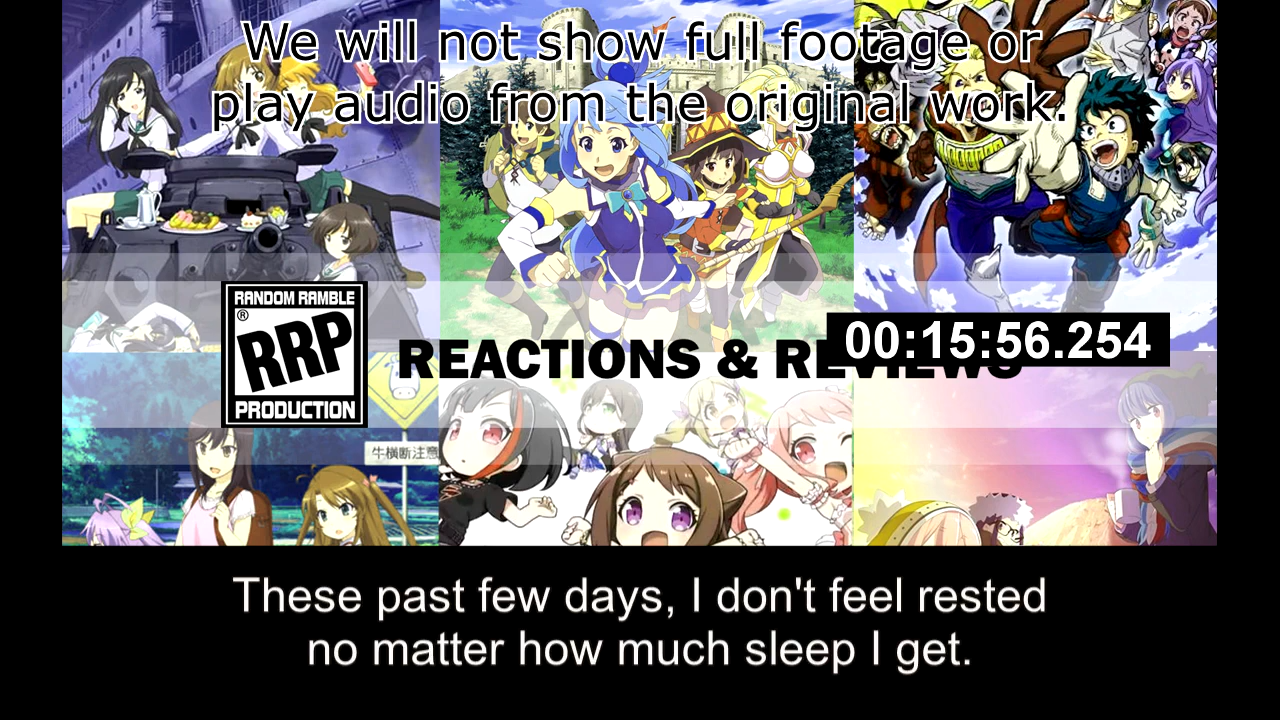 We will not show full footage or
play audio from the original work.
RANDOM RAMBLE
®
RRP
PRODUCTION
REACTIONS & REVIEWS
00:15:56.254
牛横断注意
These past few days, I don't feel rested
no matter how much sleep I get.